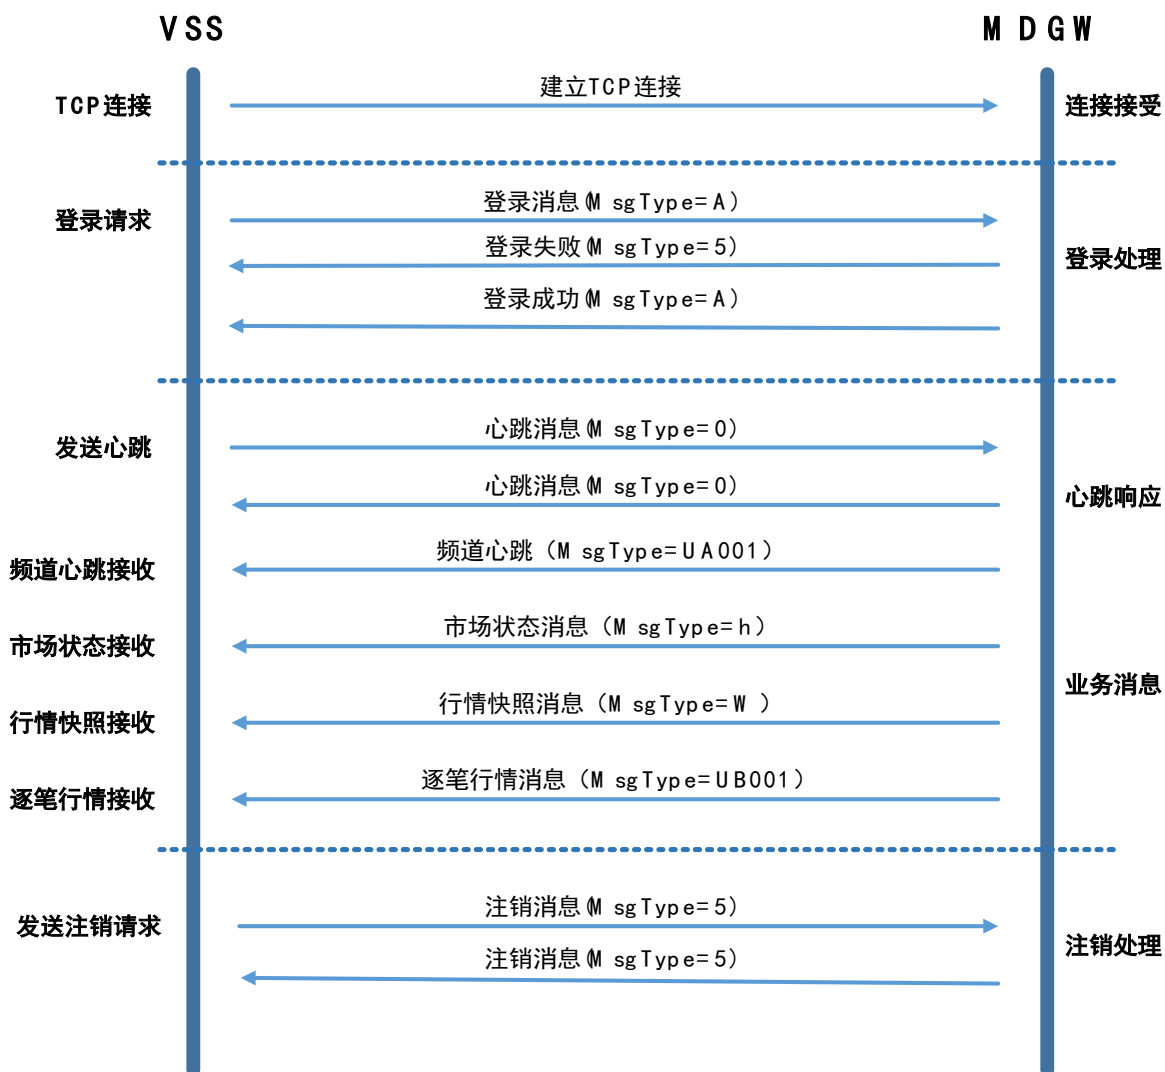 VSS MDGW
建立TCP连接
TCP连接 连接接受
登录消息(MsgType=A)
登录请求
登录失败(MsgType=5)
登录处理
登录成功(MsgType=A)
心跳消息(MsgType=0)
发送心跳
心跳消息(MsgType=0)
心跳响应
频道心跳（MsgType=UA001）
频道心跳接收
市场状态消息（MsgType=h）
市场状态接收
业务消息
行情快照消息（MsgType=W ）
行情快照接收
逐笔行情消息（MsgType=UB001）
逐笔行情接收
注销消息(MsgType=5)
发送注销请求
注销处理
注销消息(MsgType=5)